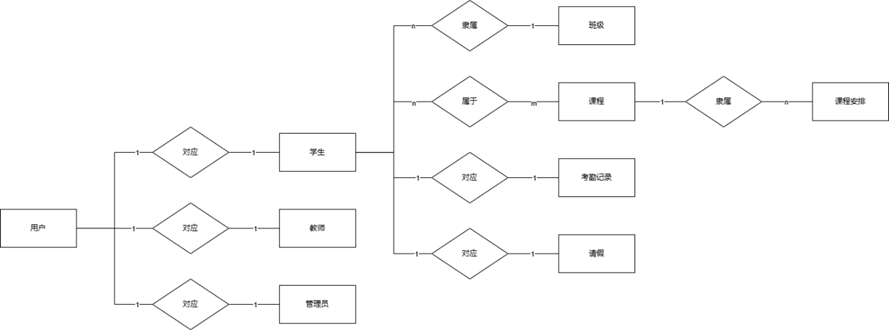 n 隶属 1 班级
n 属于 m 课程 1 隶属 n 课程安排
1 对应 1 学生
1 对应 1 考勤记录
用户 1 对应 1 教师
1 对应 1 请假
1 对应 1 管理员